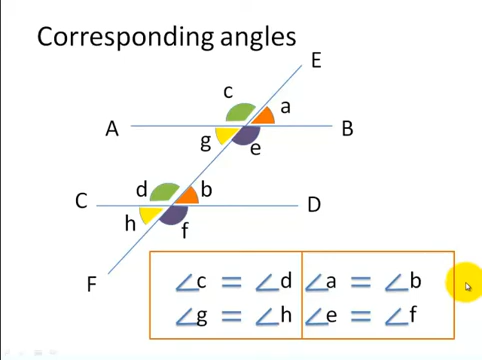 Corresponding angles
E
c
a
A
B
g
e
d
b
C
D
h
f
F
∠c = ∠d ∠a = ∠b
∠g = ∠h ∠e = ∠f